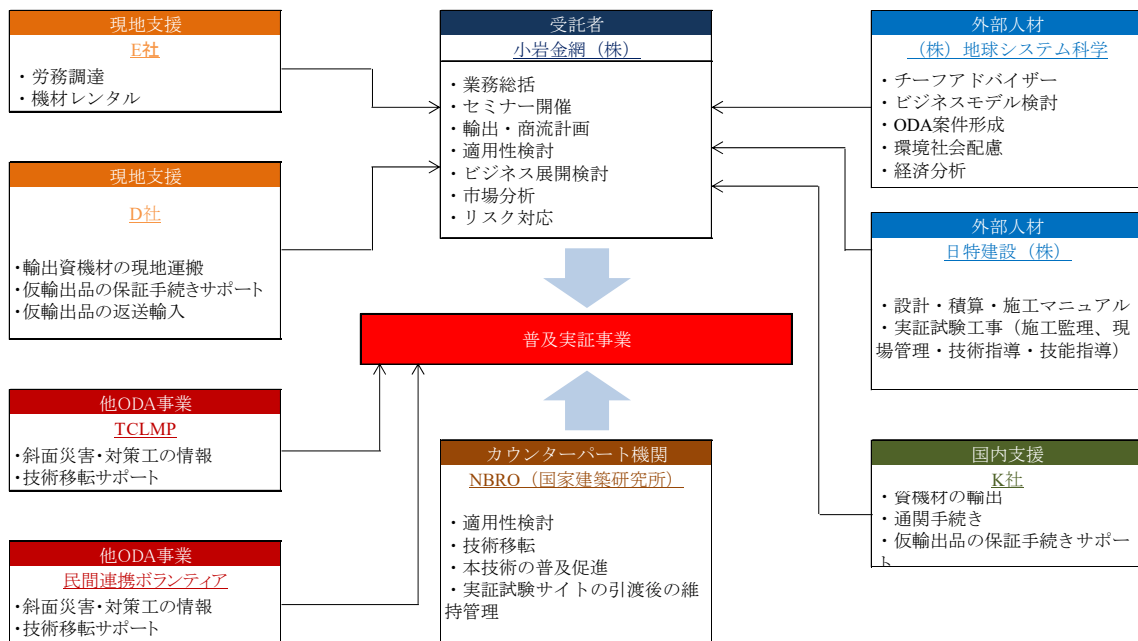 現地支援
E社
・労務調達
・機材レンタル
現地支援
D社
・輸出資機材の現地運搬
・仮輸出品の保証手続きサポート
・仮輸出品の返送輸入
他ODA事業
TCLMP
・斜面災害・対策工の情報
・技術移転サポート
他ODA事業
民間連携ボランティア
・斜面災害・対策工の情報
・技術移転サポート
受託者
小岩金網（株）
・業務総括
・セミナー開催
・輸出・商流計画
・適用性検討
・ビジネス展開検討
・市場分析
・リスク対応
普及実証事業
カウンターパート機関
NBRO（国家建築研究所）
・適用性検討
・技術移転
・本技術の普及促進
・実証試験サイトの引渡後の維
持管理
外部人材
（株）地球システム科学
・チーフアドバイザー
・ビジネスモデル検討
・ODA案件形成
・環境社会配慮
・経済分析
外部人材
日特建設（株）
・設計・積算・施工マニュアル
・実証試験工事（施工監理、現
場管理・技術指導・技能指導）
国内支援
K社
・資機材の輸出
・通関手続き
・仮輸出品の保証手続きサポー
ト